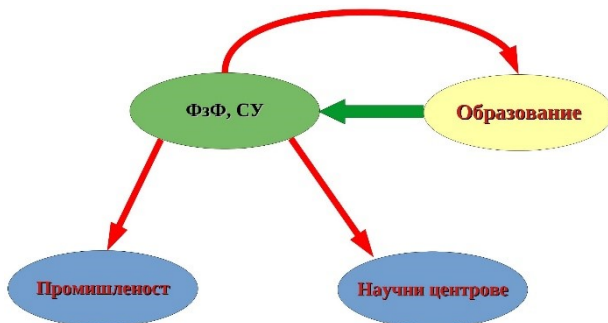 ФзФ, СУ
Образование
Промишленост
Научни центрове